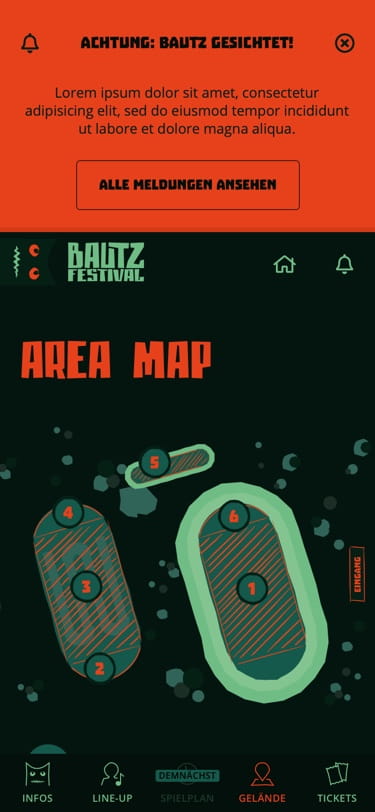 ACHTUNG: BAUTZ GESICHTET!
Lorem ipsum dolor sit amet, consectetur
adipisicing elit, sed do eiusmod tempor incididunt
ut labore et dolore magna aliqua.
ALLE MELDUNGEN ANSEHEN
BAUTZ
FESTIVAL
AREA MAP
5
4
6
3
1
EINGANG
2
DEMNÄCHST
INFOS
LINE-UP
SPIELPLAN
GELÄNDE
TICKETS